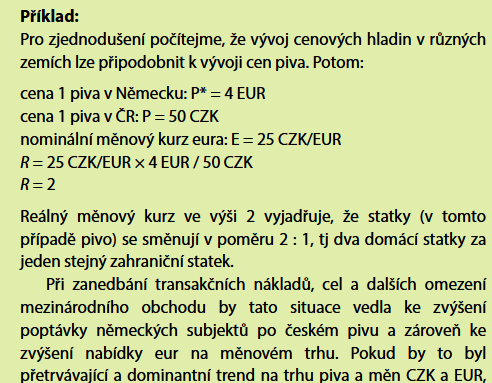 Příklad:
Pro zjednodušení počítejme, že vývoj cenových hladin v různých
zemích lze připodobnit k vývoji cen piva. Potom:
cena 1 piva v Německu: P* = 4 EUR
cena 1 piva v ČR: P = 50 CZK
nominální měnový kurz eura: E = 25 CZK/EUR
R = 25 CZK/EUR × 4 EUR / 50 CZK
R = 2
Reálný měnový kurz ve výši 2 vyjadřuje, že statky (v tomto
případě pivo) se směnují v poměru 2 : 1, tj dva domácí statky za
jeden stejný zahraniční statek.
Při zanedbání transakčních nákladů, cel a dalších omezení
mezinárodního obchodu by tato situace vedla ke zvýšení
poptávky německých subjektů po českém pivu a zároveň ke
zvýšení nabídky eur na měnovém trhu. Pokud by to byl
přetrvávající a dominantní trend na trhu piva a měn CZK a EUR,